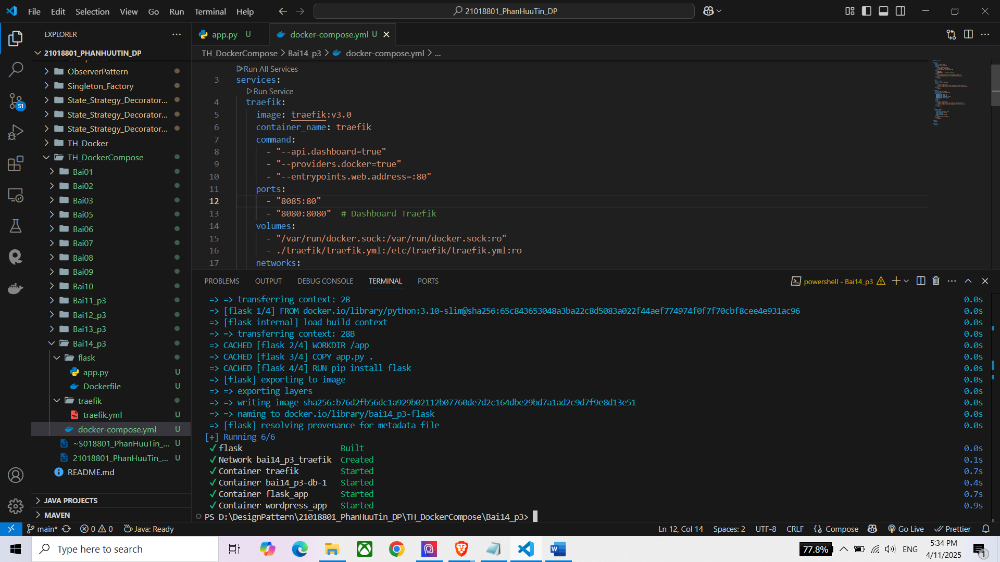 File Edit Selection View Go Run Terminal Help
21018801_PhanHuuTin_DP
EXPLORER
21018801_PHANHUUTIN_DP
ObserverPattern
Singleton_Factory
State_Strategy_Decorator...
State_Strategy_Decorator...
State_Strategy_Decorator...
TH_Docker
TH_DockerCompose
Bai01
Bai02
Bai03
Bai05
Bai06
Bai07
Bai08
Bai09
Bai10
Bai11_p3
Bai12_p3
Bai13_p3
Bai14_p3
flask
app.py U
Dockerfile U
traefik
traefik.yml U
docker-compose.yml U
~$018801_PhanHuuTin_... U
21018801_PhanHuuTin_... U
README.md
JAVA PROJECTS
MAVEN
51
app.py U
docker-compose.yml U
TH_DockerCompose > Bai14_p3 > docker-compose.yml > ...
Run All Services
3 services:
Run Service
4 traefik:
5 image: traefik:v3.0
6 container_name: traefik
7 command:
8 - "--api.dashboard=true"
9 - "--providers.docker=true"
10 - "--entrypoints.web.address=:80"
11 ports:
12 - "8085:80"
13 - "8080:8080"  # Dashboard Traefik
14 volumes:
15 - "/var/run/docker.sock:/var/run/docker.sock:ro"
16 - ./traefik/traefik.yml:/etc/traefik/traefik.yml:ro
17 networks:
PROBLEMS OUTPUT DEBUG CONSOLE TERMINAL PORTS
powershell - Bai14_p3
=> => transferring context: 2B 0.0s
=> [flask 1/4] FROM docker.io/library/python:3.10-slim@sha256:65c843653048a3ba22c8d5083a022f44aef774974f0f7f70cbf8cee4e931ac96 0.0s
=> [flask internal] load build context 0.0s
=> => transferring context: 28B 0.0s
=> CACHED [flask 2/4] WORKDIR /app 0.0s
=> CACHED [flask 3/4] COPY app.py . 0.0s
=> CACHED [flask 4/4] RUN pip install flask 0.0s
=> [flask] exporting to image 0.0s
=> => exporting layers 0.0s
=> => writing image sha256:b76d2fb56dc1a929b02112b07760de7d2c164dbe29bd7a1ad2c9d7f9e8d13e51 0.0s
=> => naming to docker.io/library/bai14_p3-flask 0.0s
=> [flask] resolving provenance for metadata file 0.0s
[+] Running 6/6
✔ flask Built 0.0s
✔ Network bai14_p3_traefik Created 0.1s
✔ Container traefik Started 0.7s
✔ Container bai14_p3-db-1 Started 0.4s
✔ Container flask_app Started 0.7s
✔ Container wordpress_app Started 0.9s
PS D:\DesignPattern\21018801_PhanHuuTin_DP\TH_DockerCompose\Bai14_p3>
main* 0 0 Java: Ready Ln 12, Col 14 Spaces: 2 UTF-8 CRLF Compose Go Live Prettier
Type here to search
77.8% ENG
5:34 PM
4/11/2025
1